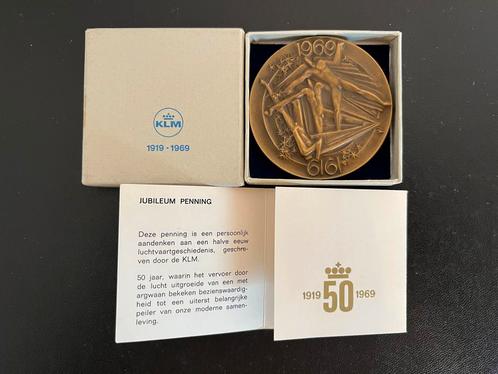 KLM
1919 - 1969
1969
1919
JUBILEUM PENNING
Deze penning is een persoonlijk
aandenken aan een halve eeuw
luchtvaartgeschiedenis, geschre-
ven door de KLM.
50 jaar, waarin het vervoer door
de lucht uitgroeide van een met
argwaan bekeken bezienswaardig-
heid tot een uiterst belangrijke
peiler van onze moderne samen-
leving.
1919 50 1969